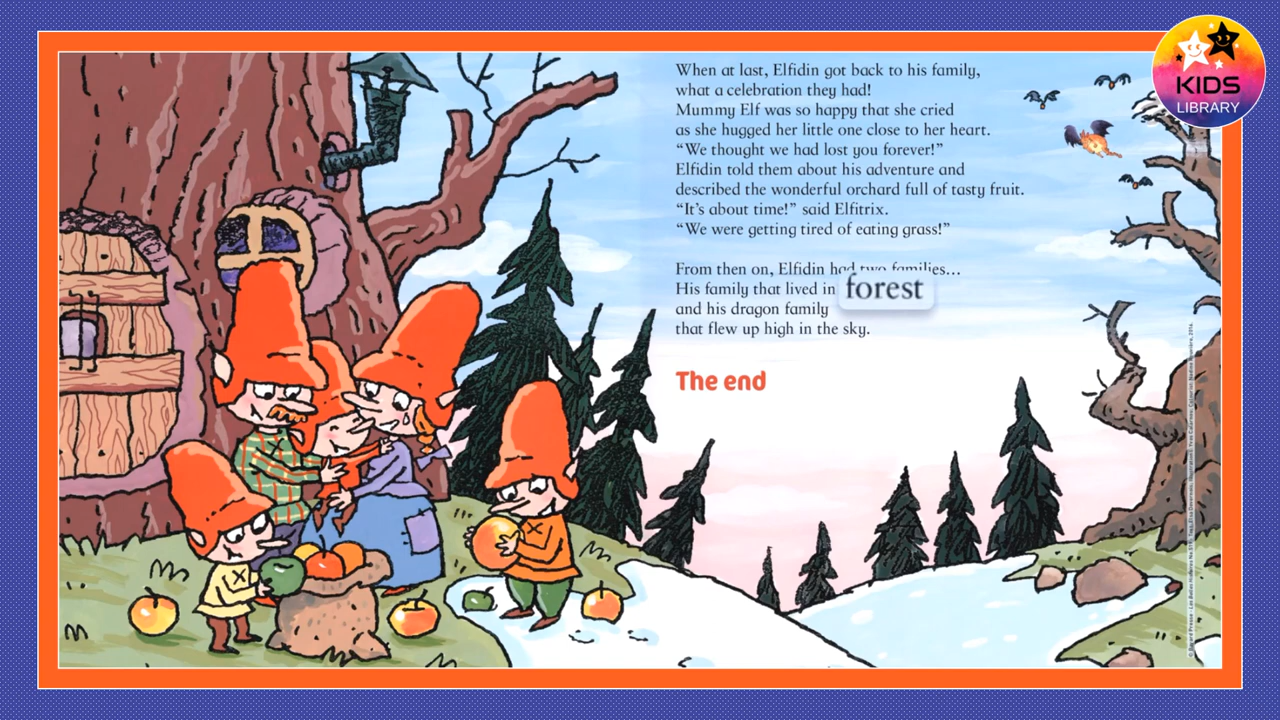 When at last, Elfidin got back to his family,
what a celebration they had!
Mummy Elf was so happy that she cried
as she hugged her little one close to her heart.
“We thought we had lost you forever!”
Elfidin told them about his adventure and
described the wonderful orchard full of tasty fruit.
“It’s about time!” said Elfitrix.
“We were getting tired of eating grass!”
From then on, Elfidin had two families...
His family that lived in forest
and his dragon family
that flew up high in the sky.
The end
KIDS
LIBRARY